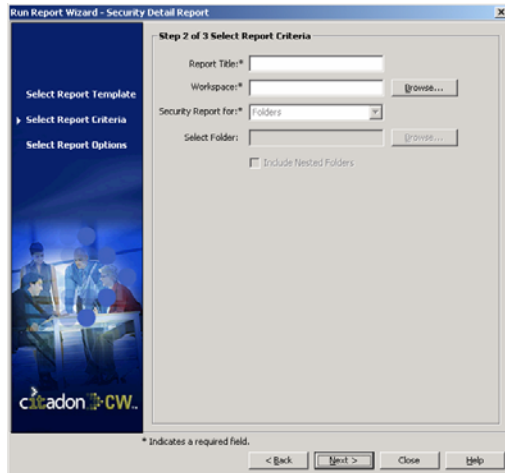 Run Report Wizard - Security Detail Report
Step 2 of 3 Select Report Criteria
Select Report Template
Select Report Criteria
Select Report Options
Report Title:*
Workspace:*
Browse...
Security Report for:*
Folders
Select Folder:
Browse...
Include Nested Folders
citadon CW
* Indicates a required field.
< Back
Next >
Close
Help